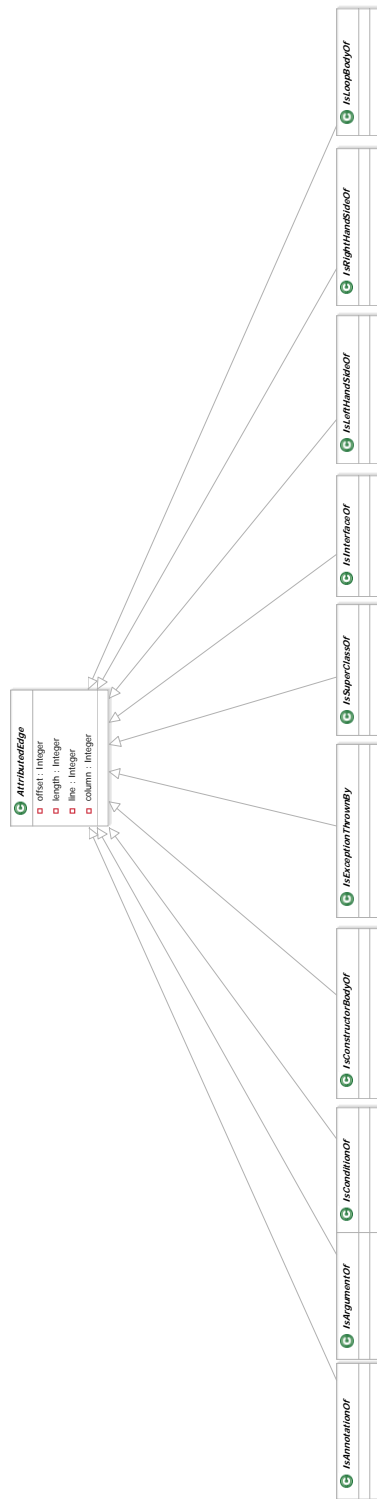 AttributedEdge
offset : Integer
length : Integer
line : Integer
column : Integer
IsAnnotationOf
IsArgumentOf
IsConditionOf
IsConstructorBodyOf
IsExceptionThrownBy
IsSuperClassOf
IsInterfaceOf
IsLeftHandSideOf
IsRightHandSideOf
IsLoopBodyOf